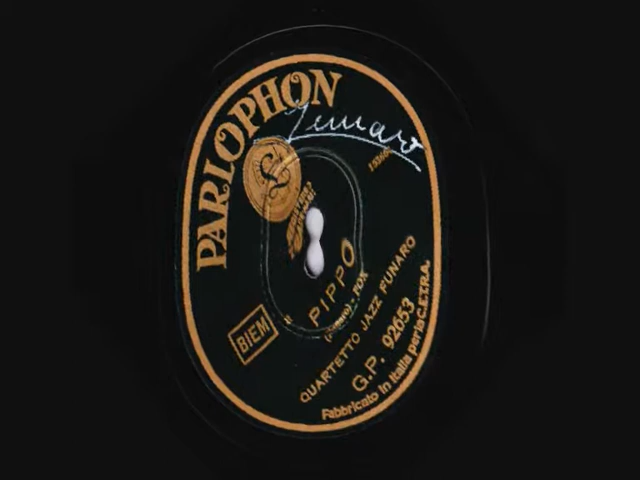 PARLOPHON
Funaro
BIEM
"PIPPO
FOX
QUARTETTO JAZZ FUNARO
G.P. 92653
Fabbricato in Italia per la C.E.T.R.A.